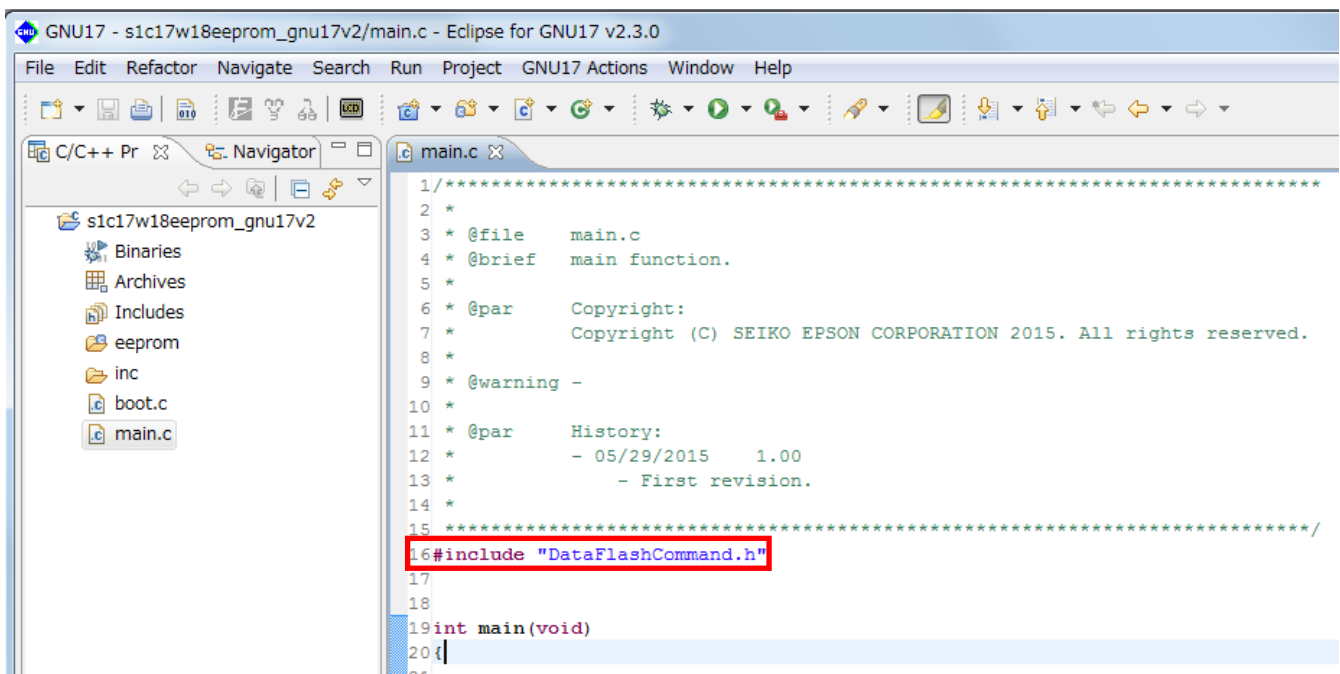 GNU17 - s1c17w18eeprom_gnu17v2/main.c - Eclipse for GNU17 v2.3.0
File Edit Refactor Navigate Search Run Project GNU17 Actions Window Help
C/C++ Pr Navigator
main.c
s1c17w18eeprom_gnu17v2
Binaries
Archives
Includes
eeprom
inc
boot.c
main.c
1/****************************************************************************
2 *
3 * @file main.c
4 * @brief main function.
5 *
6 * @par Copyright:
7 * Copyright (C) SEIKO EPSON CORPORATION 2015. All rights reserved.
8 *
9 * @warning -
10 *
11 * @par History:
12 * - 05/29/2015 1.00
13 * - First revision.
14 *
15 ***************************************************************************/
16#include "DataFlashCommand.h"
17
18
19int main(void)
20{